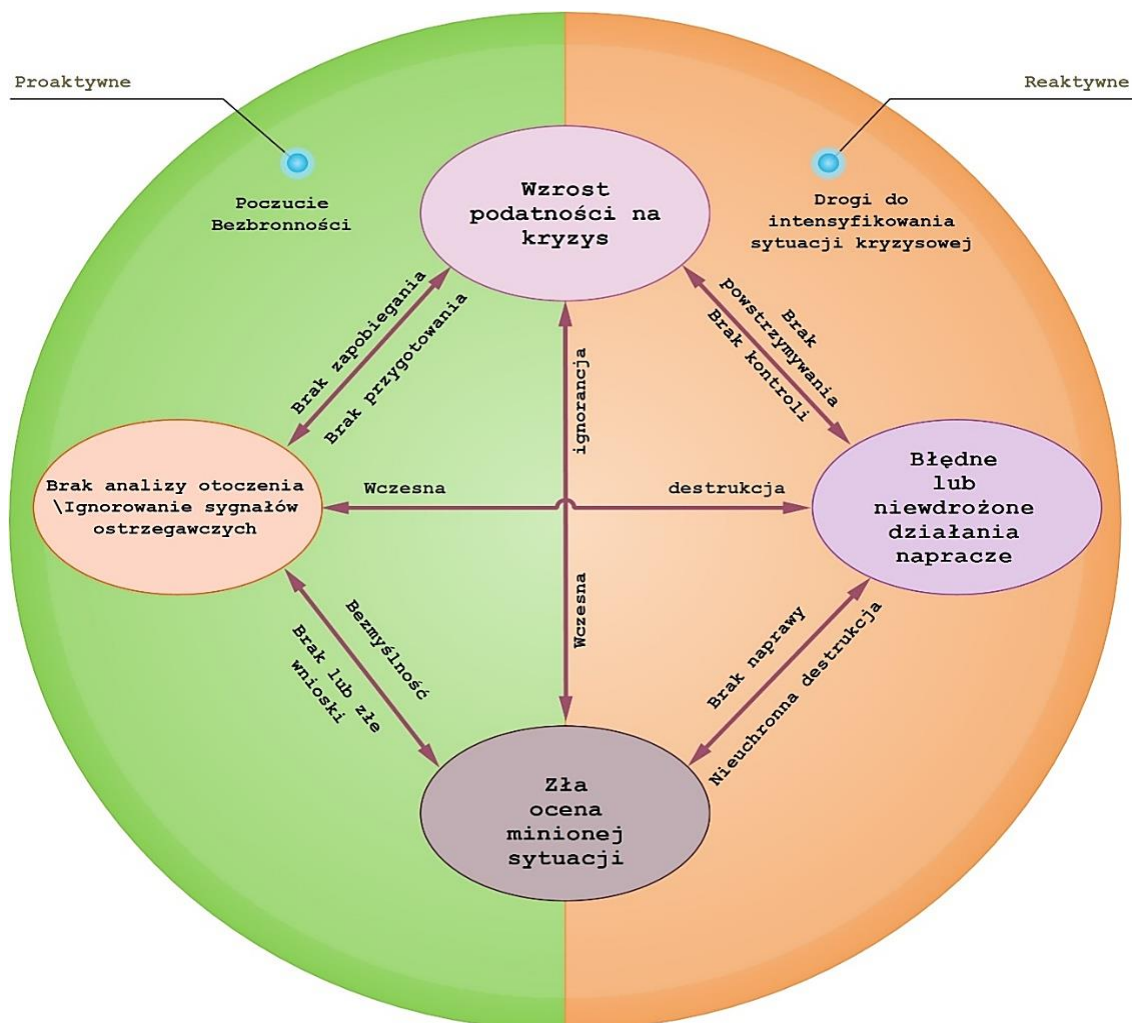 Proaktywne
Reaktywne
Poczucie
Bezbronności
Wzrost
podatności na
kryzys
Drogi do
intensyfikowania
sytuacji kryzysowej
Brak zapobiegania
Brak przygotowania
ignorancja
Brak
powstrzymywania
Brak kontroli
Brak analizy otoczenia
\Ignorowanie sygnałów
ostrzegawczych
Wczesna
destrukcja
Błędne
lub
niewdrożone
działania
napracze
Bezmyślność
Brak lub złe
wnioski
Wczesna
Brak naprawy
Nieuchronna destrukcja
Zła
ocena
minionej
sytuacji